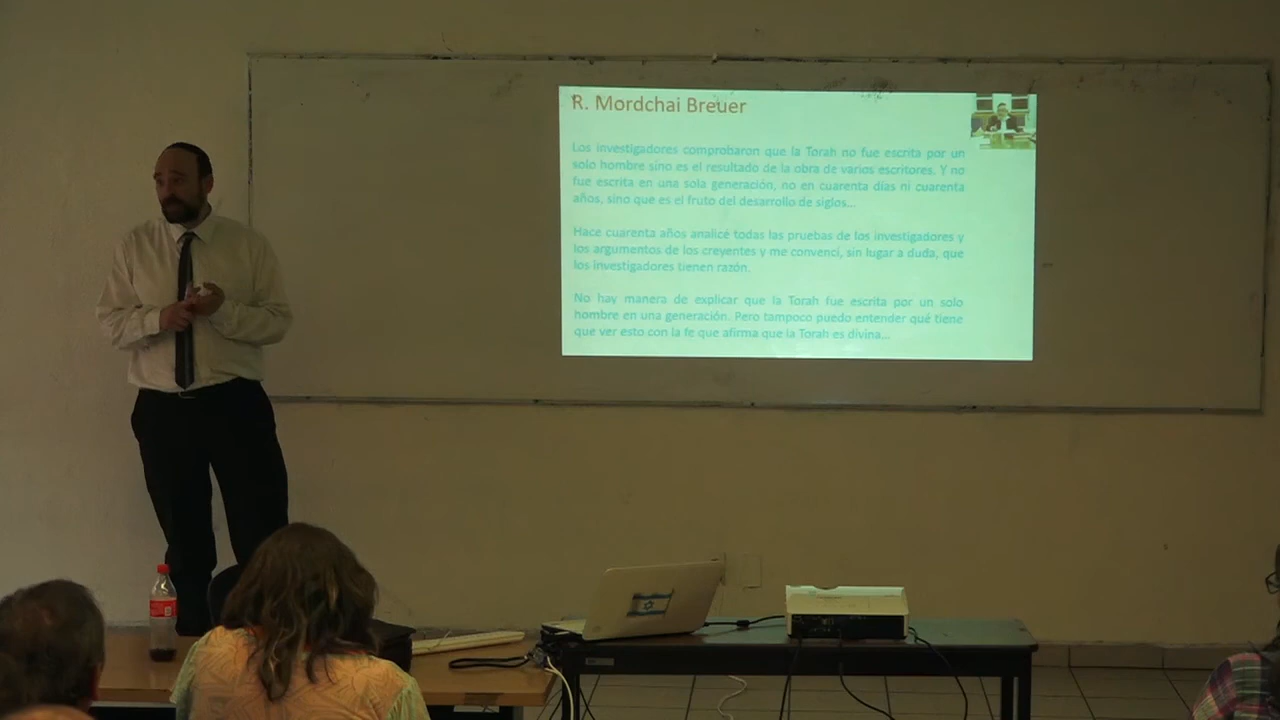 R. Mordchai Breuer
Los investigadores comprobaron que la Torah no fue escrita por un
solo hombre sino es el resultado de la obra de varios escritores. Y no
fue escrita en una sola generación, no en cuarenta días ni cuarenta
años, sino que es el fruto del desarrollo de siglos...
Hace cuarenta años analicé todas las pruebas de los investigadores y
los argumentos de los creyentes y me convencí, sin lugar a duda, que
los investigadores tienen razón.
No hay manera de explicar que la Torah fue escrita por un solo
hombre en una generación. Pero tampoco puedo entender qué tiene
que ver esto con la fe que afirma que la Torah es divina...